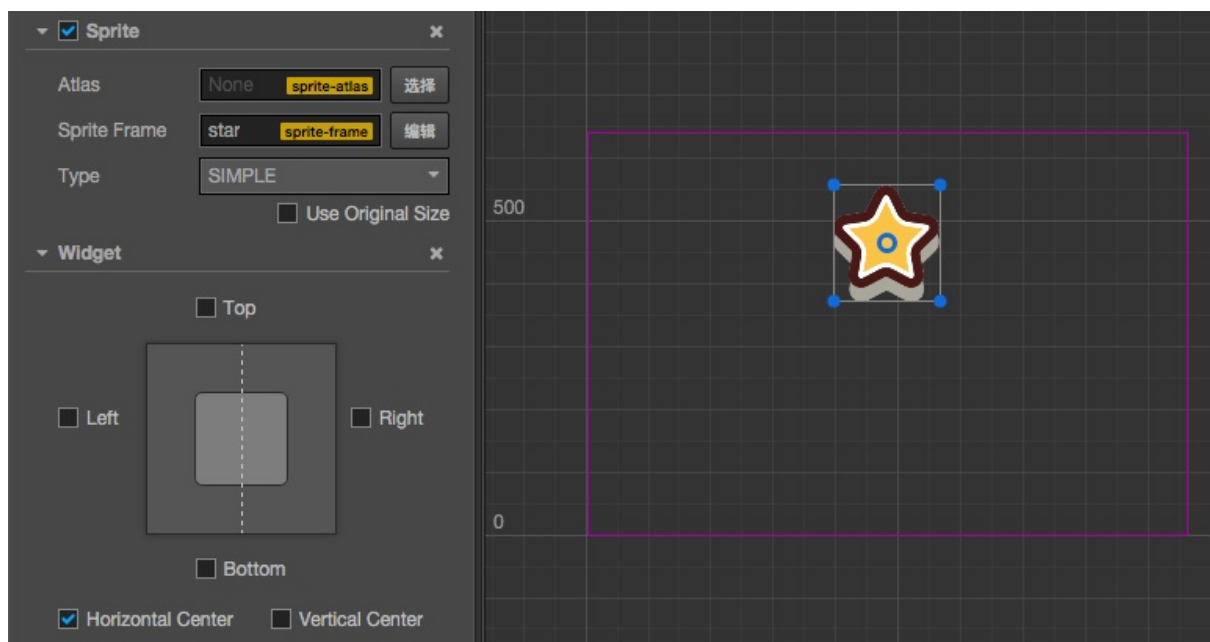 Sprite
Atlas None sprite-atlas 选择
Sprite Frame star sprite-frame 编辑
Type SIMPLE
Use Original Size
Widget
Top
Left Right
Bottom
Horizontal Center Vertical Center
500
0